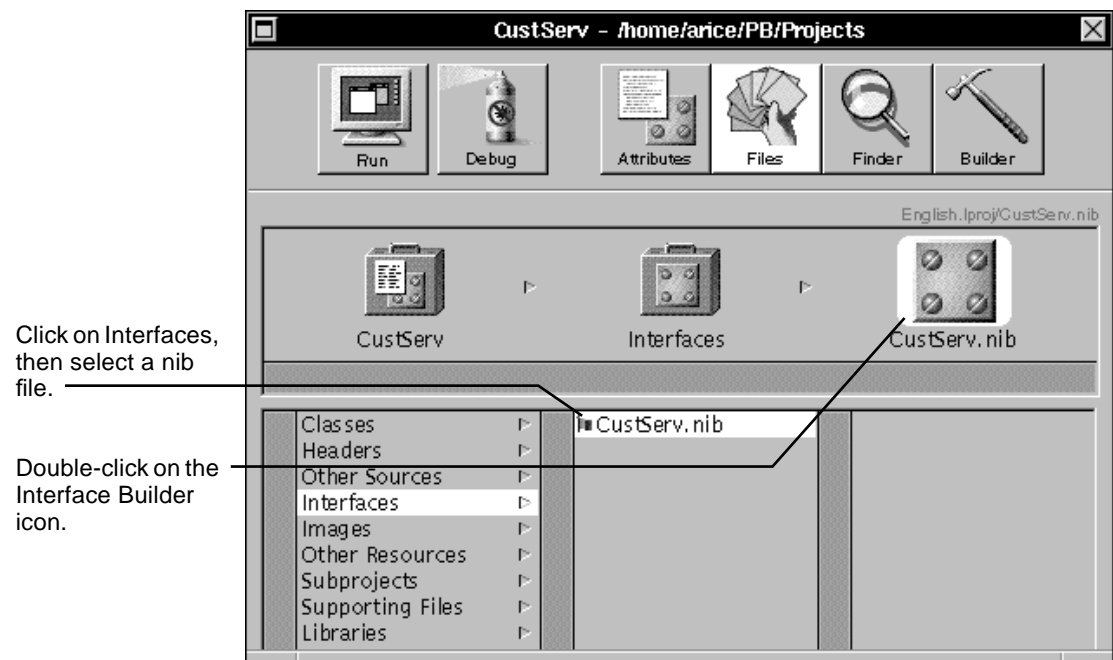 CustServ – /home/arice/PB/Projects
Run
Debug
Attributes
Files
Finder
Builder
English.lproj/CustServ.nib
CustServ
Interfaces
CustServ.nib
Click on Interfaces,
then select a nib
file.
Classes
Headers
Other Sources
Interfaces
Images
Other Resources
Subprojects
Supporting Files
Libraries
CustServ.nib
Double-click on the
Interface Builder
icon.